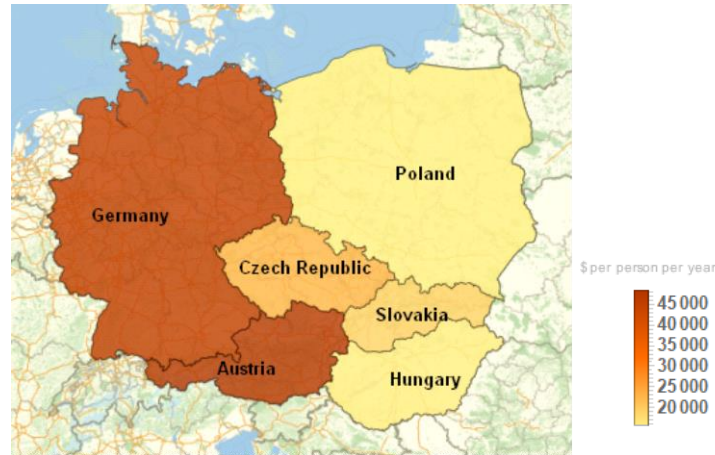 Poland
Germany
Czech Republic
$ per person per year
Slovakia
45 000
40 000
35 000
30 000
25 000
20 000
Austria
Hungary